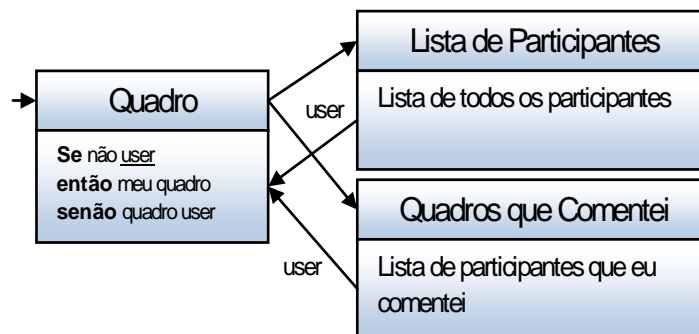 Quadro
Se não user
então meu quadro
senão quadro user
user
user
Lista de Participantes
Lista de todos os participantes
Quadros que Comentei
Lista de participantes que eu
comentei